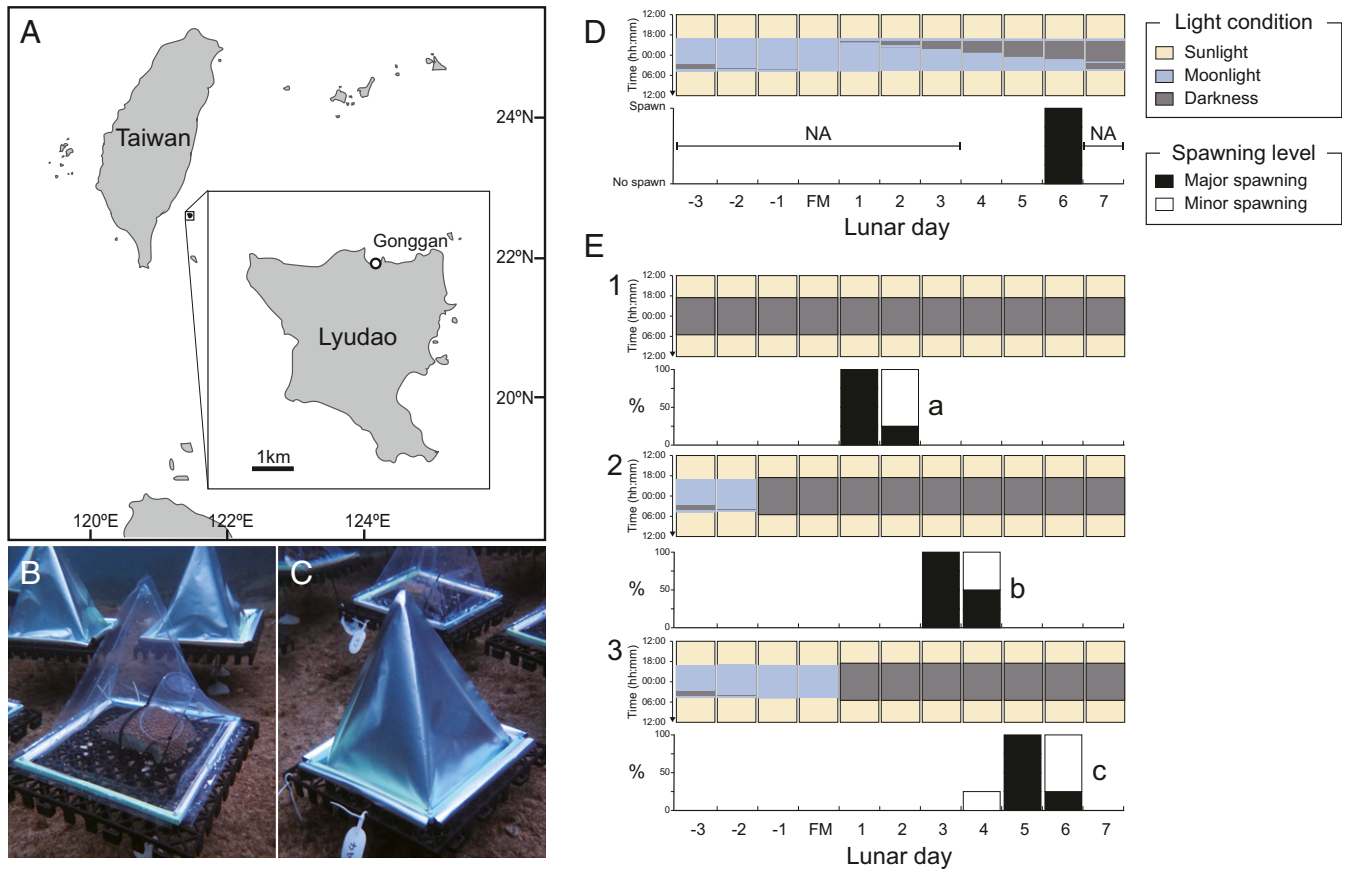 A
Taiwan
24ºN
22ºN
20ºN
120ºE
122ºE
124ºE
Gonggan
Lyudao
1km
B
C
D
Time (hh:mm)
12:00
18:00
00:00
06:00
12:00
Spawn
No spawn
NA
NA
-3 -2 -1 FM 1 2 3 4 5 6 7
Lunar day
Light condition
Sunlight
Moonlight
Darkness
Spawning level
Major spawning
Minor spawning
E
1
Time (hh:mm)
12:00
18:00
00:00
06:00
12:00
%
100
50
0
a
2
Time (hh:mm)
12:00
18:00
00:00
06:00
12:00
%
100
50
0
b
3
Time (hh:mm)
12:00
18:00
00:00
06:00
12:00
%
100
50
0
c
-3 -2 -1 FM 1 2 3 4 5 6 7
Lunar day
A4